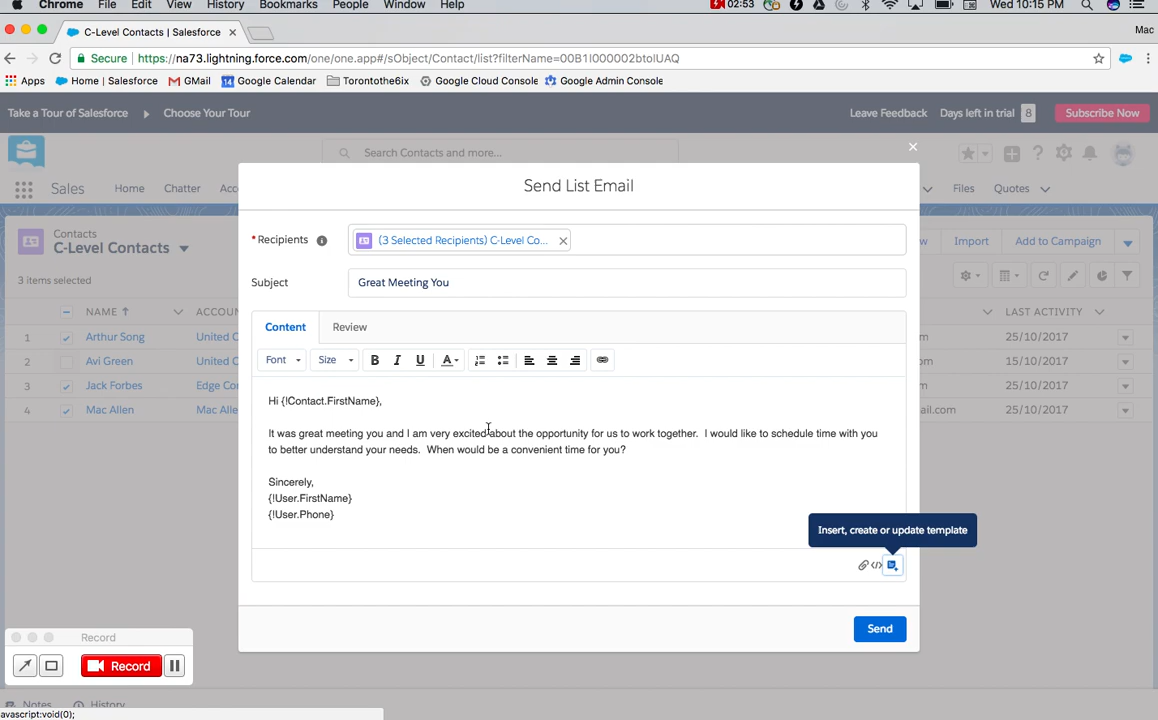 Chrome File Edit View History Bookmarks People Window Help 02:53 Wed 10:15 PM
C-Level Contacts | Salesforce Mac
Secure https://na73.lightning.force.com/one/one.app#/sObject/Contact/list?filterName=00B1I000002btolUAQ
Apps Home | Salesforce GMail Google Calendar Torontothe6ix Google Cloud Console Google Admin Console
Take a Tour of Salesforce Choose Your Tour Leave Feedback Days left in trial 8 Subscribe Now
Search Contacts and more...
Sales Home Chatter Acc Files Quotes
Send List Email
Contacts
C-Level Contacts
w Import Add to Campaign
3 items selected
* Recipients (3 Selected Recipients) C-Level Co...
Subject Great Meeting You
NAME ACCOUN LAST ACTIVITY
Content Review
1 Arthur Song United C om 25/10/2017
2 Avi Green United C om 15/10/2017
3 Jack Forbes Edge Cor m 25/10/2017
4 Mac Allen Mac Alle ail.com 25/10/2017
Font Size B I U A
Hi {!Contact.FirstName},
It was great meeting you and I am very excited about the opportunity for us to work together. I would like to schedule time with you
to better understand your needs. When would be a convenient time for you?
Sincerely,
{!User.FirstName}
{!User.Phone}
Insert, create or update template
Send
Record
Record
Notes History
avascript:void(0);